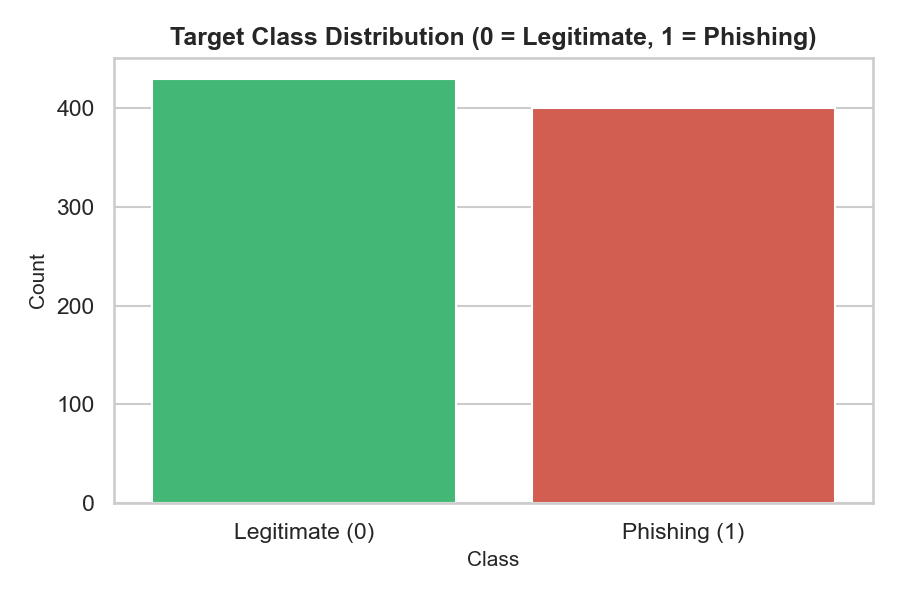 Target Class Distribution (0 = Legitimate, 1 = Phishing)
400
300
200
100
0
Count
Legitimate (0)
Phishing (1)
Class